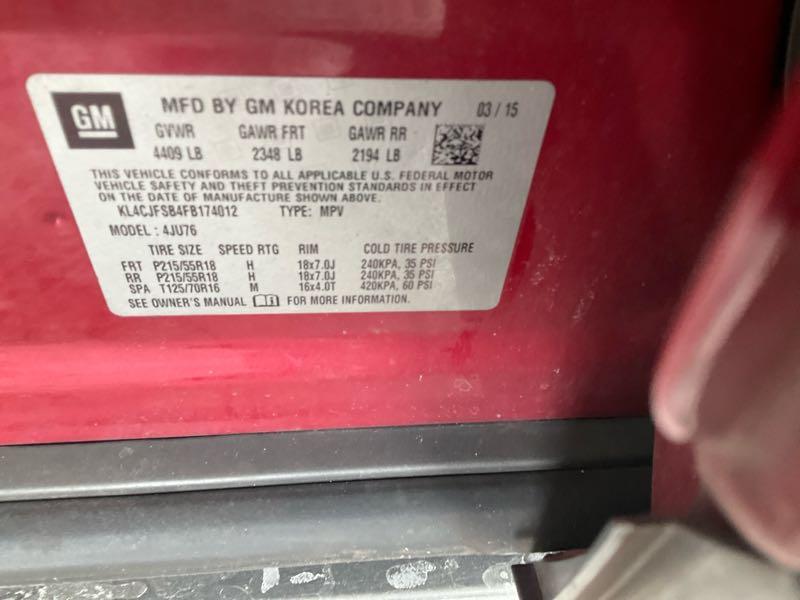 GM
MFD BY GM KOREA COMPANY 03 / 15
GVWR GAWR FRT GAWR RR
4409 LB 2348 LB 2194 LB
THIS VEHICLE CONFORMS TO ALL APPLICABLE U.S. FEDERAL MOTOR
VEHICLE SAFETY AND THEFT PREVENTION STANDARDS IN EFFECT
ON THE DATE OF MANUFACTURE SHOWN ABOVE.
KL4CJFSB4FB174012 TYPE: MPV
MODEL : 4JU76
TIRE SIZE SPEED RTG RIM COLD TIRE PRESSURE
FRT P215/55R18 H 18x7.0J 240KPA, 35 PSI
RR P215/55R18 H 18x7.0J 240KPA, 35 PSI
SPA T125/70R16 M 16x4.0T 420KPA, 60 PSI
SEE OWNER'S MANUAL FOR MORE INFORMATION.